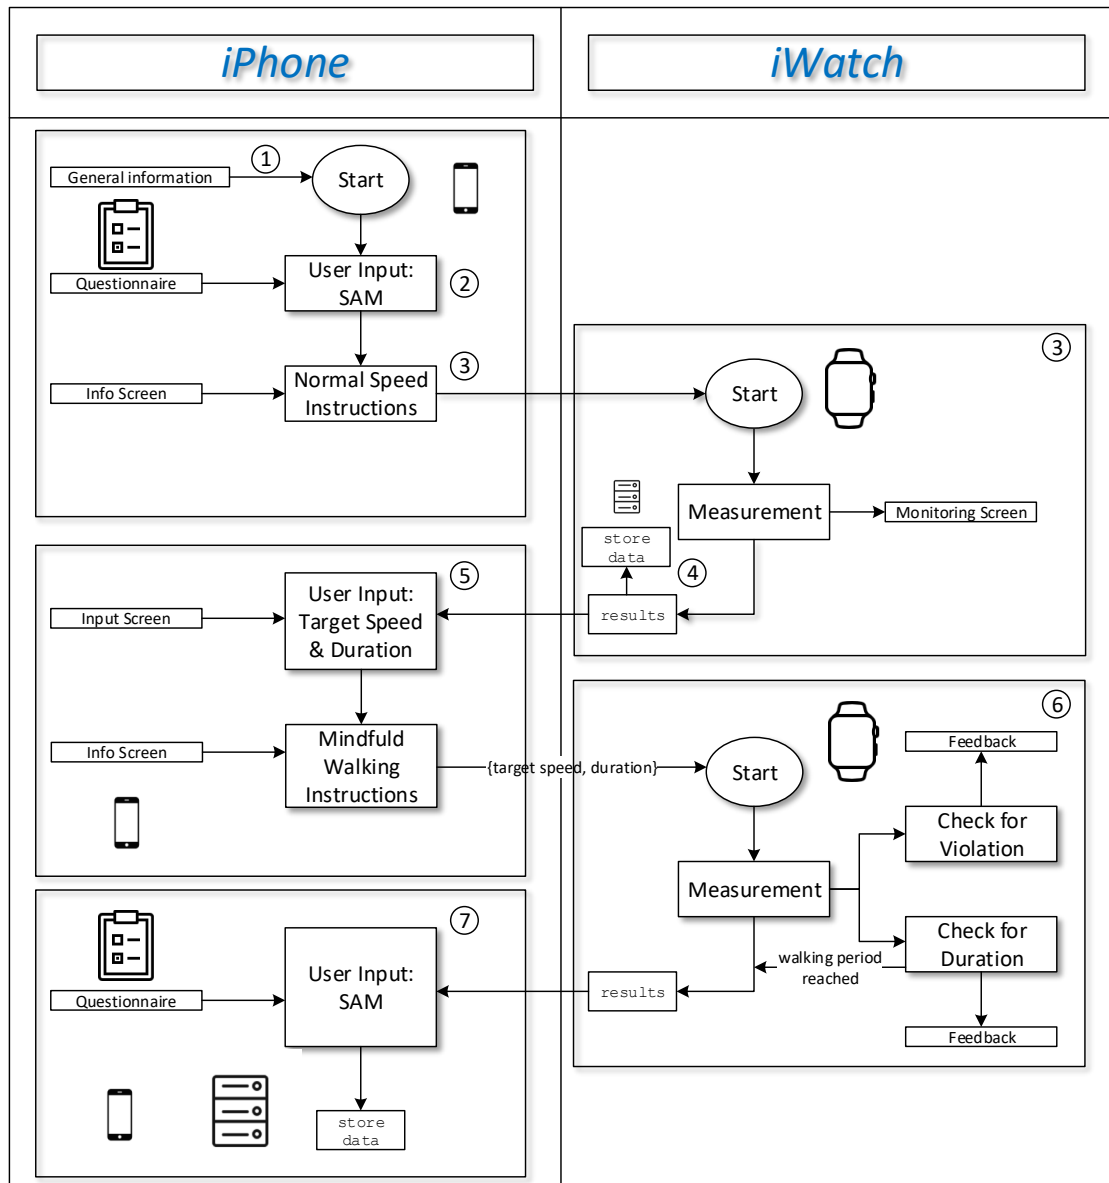 iPhone
iWatch
General information
1
Start
Questionnaire
User Input:
SAM
2
Info Screen
Normal Speed
Instructions
3
3
Start
Measurement
Monitoring Screen
store
data
4
results
5
User Input:
Target Speed
& Duration
Input Screen
Info Screen
Mindfuld
Walking
Instructions
{target speed, duration}
6
Start
Feedback
Check for
Violation
Measurement
Check for
Duration
walking period
reached
results
Feedback
7
User Input:
SAM
Questionnaire
store
data